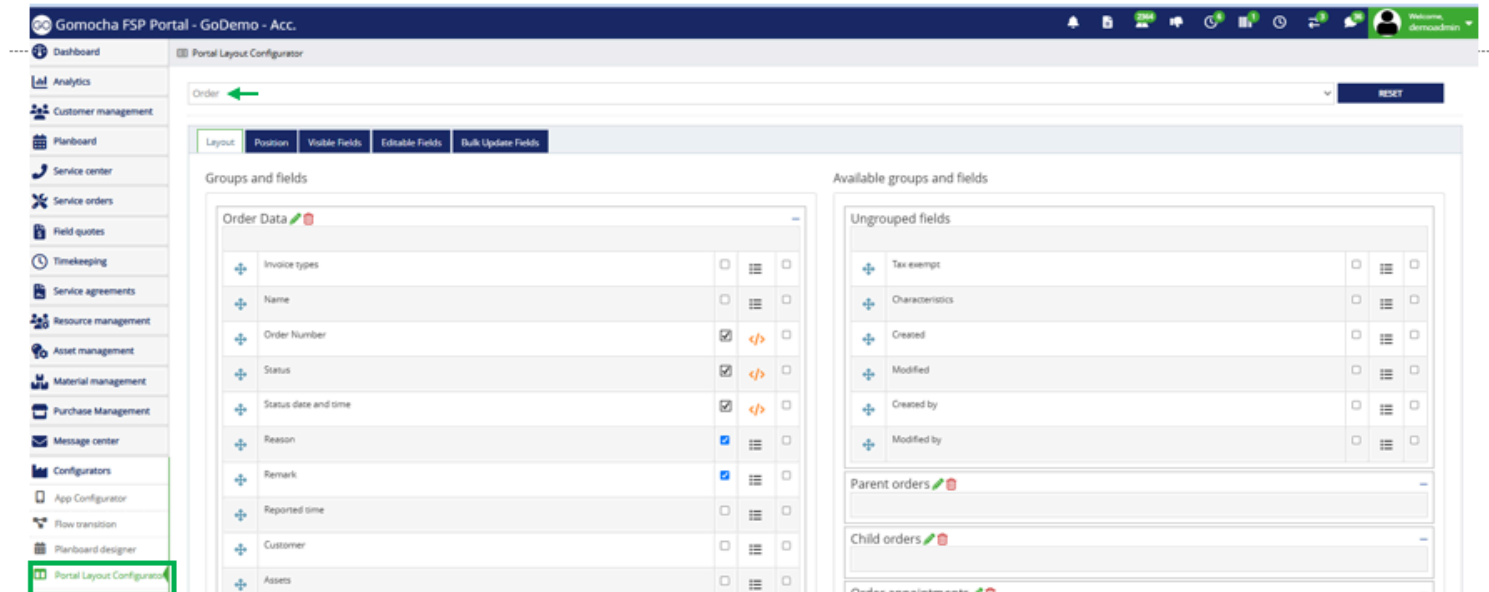 Gomocha FSP Portal - GoDemo - Acc.
2364
4
1
3
Welcome,
demoadmin
Dashboard
Portal Layout Configurator
Analytics
Order
RESET
Customer management
Planboard
Layout
Position
Visible Fields
Editable Fields
Bulk Update Fields
Service center
Groups and fields
Available groups and fields
Service orders
Order Data
Ungrouped fields
Field quotes
Timekeeping
Invoice types
Tax exempt
Service agreements
Name
Characteristics
Resource management
Order Number
Created
Asset management
Status
Modified
Material management
Status date and time
Created by
Purchase Management
Message center
Reason
Modified by
Configurators
Remark
Parent orders
App Configurator
Reported time
Flow transition
Customer
Child orders
Planboard designer
Portal Layout Configurator
Assets
Order appointments